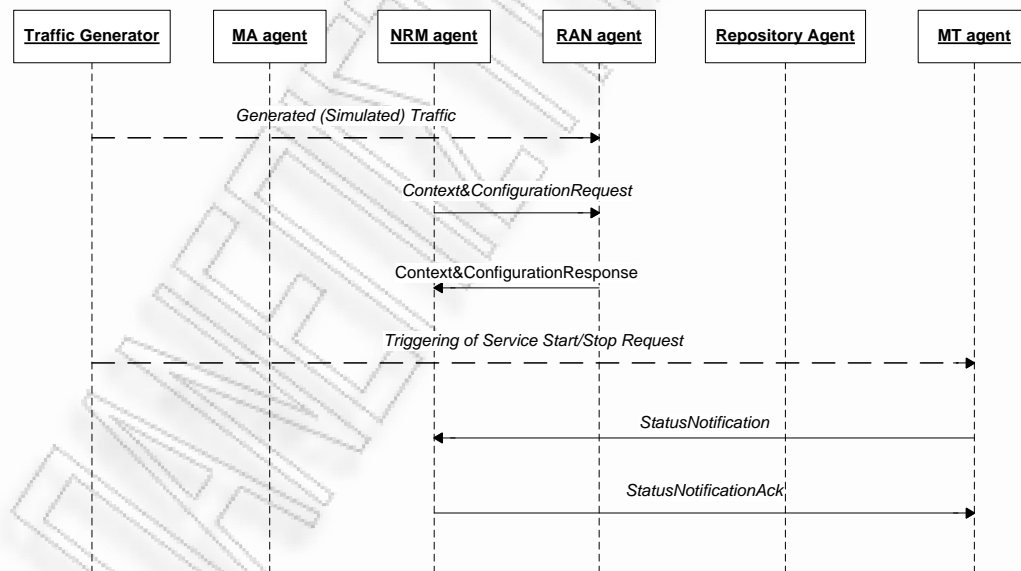 Traffic Generator
MA agent
NRM agent
RAN agent
Repository Agent
MT agent
Generated (Simulated) Traffic
Context&ConfigurationRequest
Context&ConfigurationResponse
Triggering of Service Start/Stop Request
StatusNotification
StatusNotificationAck